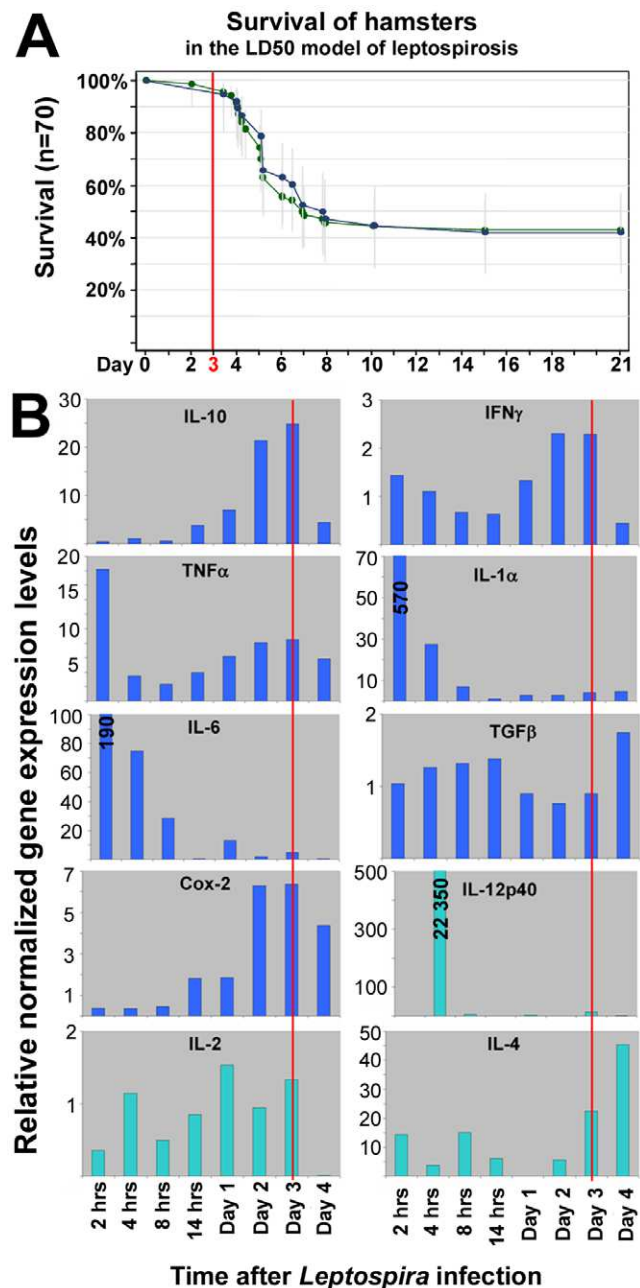 A
Survival of hamsters
in the LD50 model of leptospirosis
Survival (n=70)
100%
80%
60%
40%
20%
Day 0 2 3 4 6 8 10 12 14 16 18 21
B
Relative normalized gene expression levels
IL-10
30
20
10
IFNγ
3
2
1
TNFα
20
15
10
5
IL-1α
70
50
30
10
570
IL-6
100
80
60
40
20
190
TGFβ
2
1
Cox-2
7
5
3
1
IL-12p40
500
300
100
22 350
IL-2
2
1
IL-4
50
40
30
20
10
2 hrs 4 hrs 8 hrs 14 hrs Day 1 Day 2 Day 3 Day 4
2 hrs 4 hrs 8 hrs 14 hrs Day 1 Day 2 Day 3 Day 4
Time after Leptospira infection